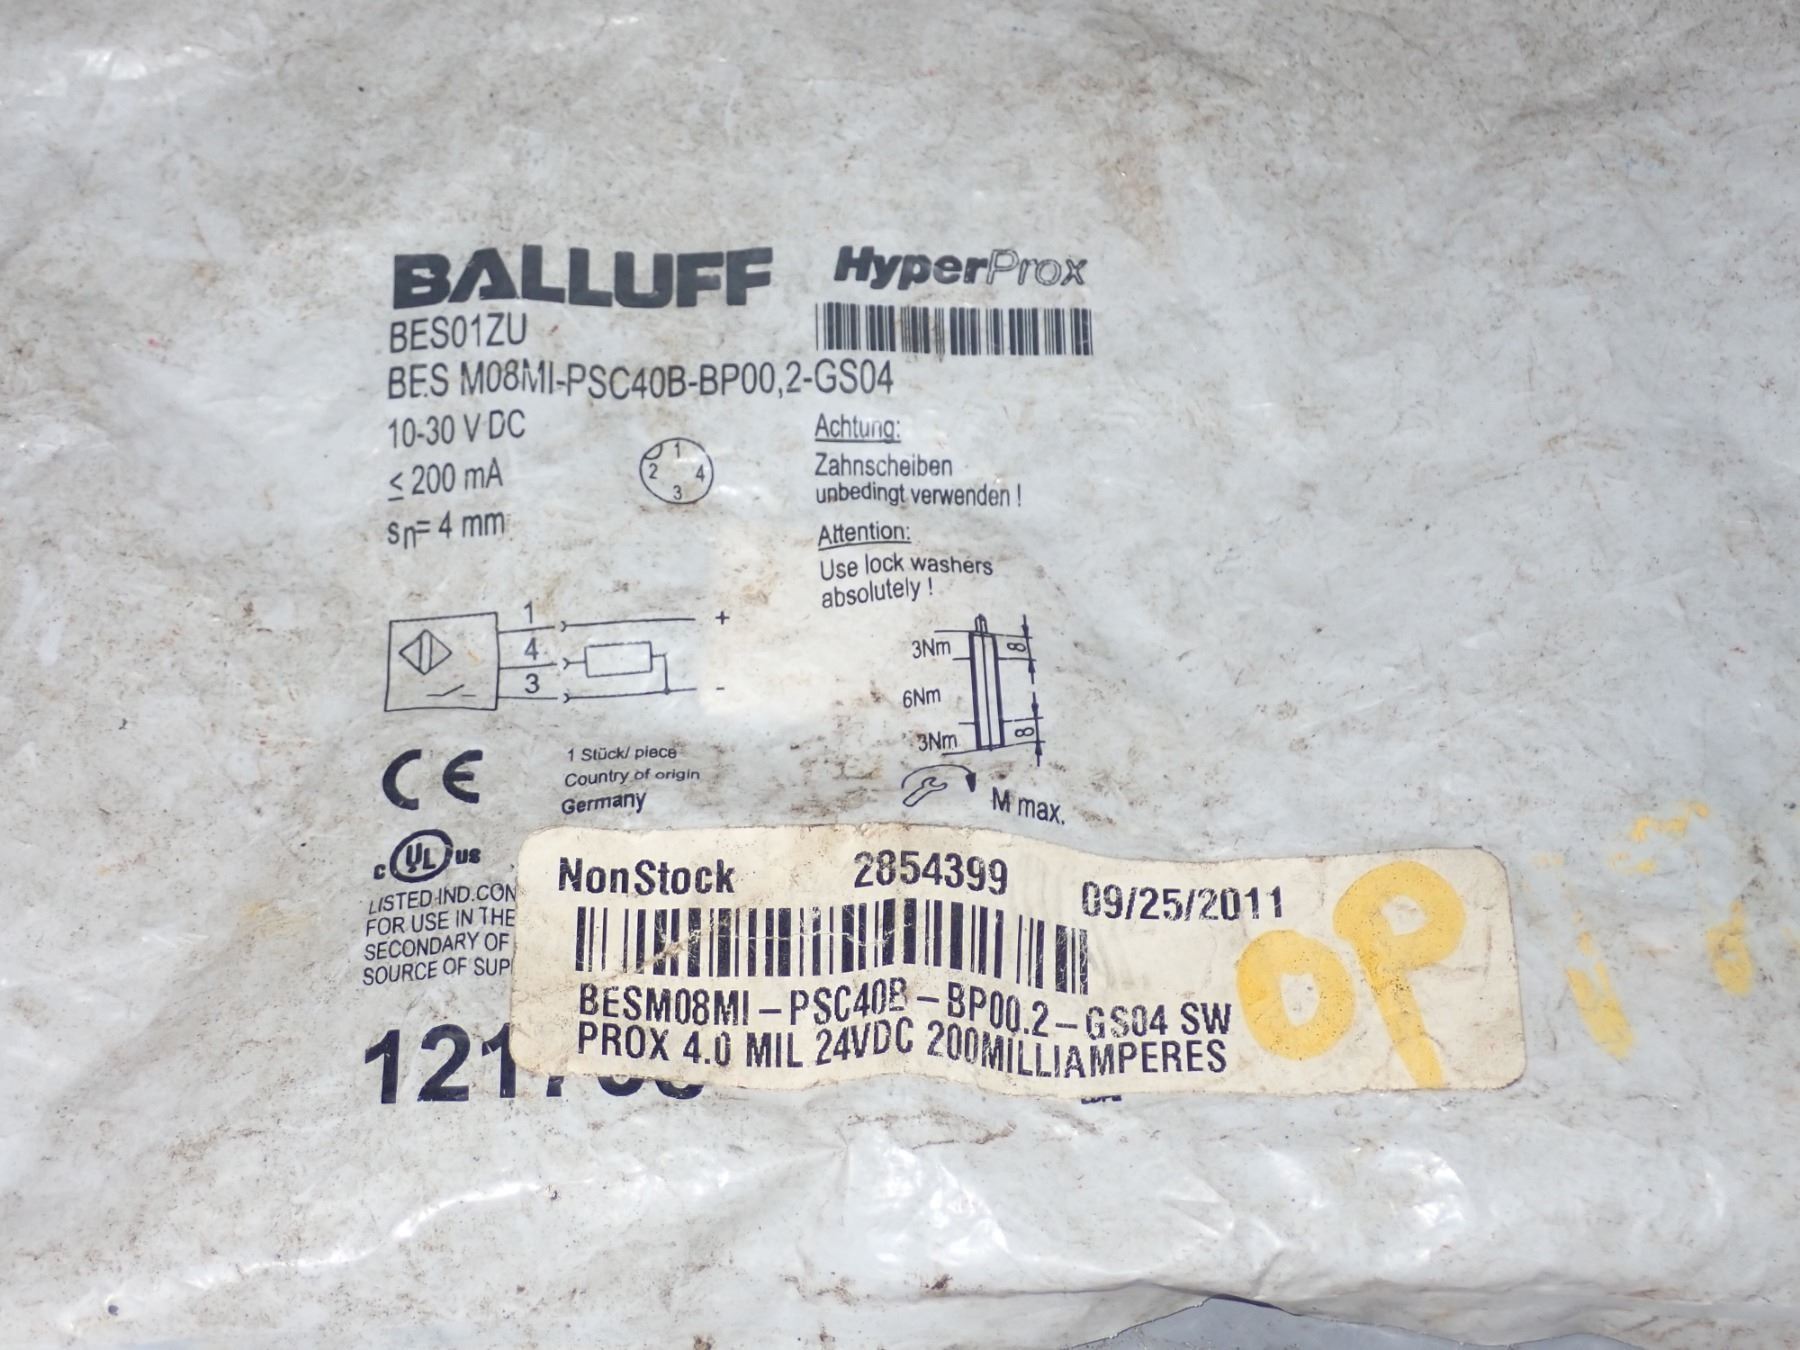 BALLUFF
HyperProx
BES01ZU
BES M08MI-PSC40B-BP00,2-GS04
10-30 V DC
≤ 200 mA
sn= 4 mm
1
2
4
3
Achtung:
Zahnscheiben
unbedingt verwenden !
Attention:
Use lock washers
absolutely !
1
+
4
3
-
3Nm
8
6Nm
3Nm
8
M max.
CE
1 Stück/ piece
Country of origin
Germany
c UL us
LISTED IND.CON
FOR USE IN THE
SECONDARY OF
SOURCE OF SUP
NonStock 2854399 09/25/2011
BESM08MI-PSC40B-BP00.2-GS04 SW
PROX 4.0 MIL 24VDC 200MILLIAMPERES
OP